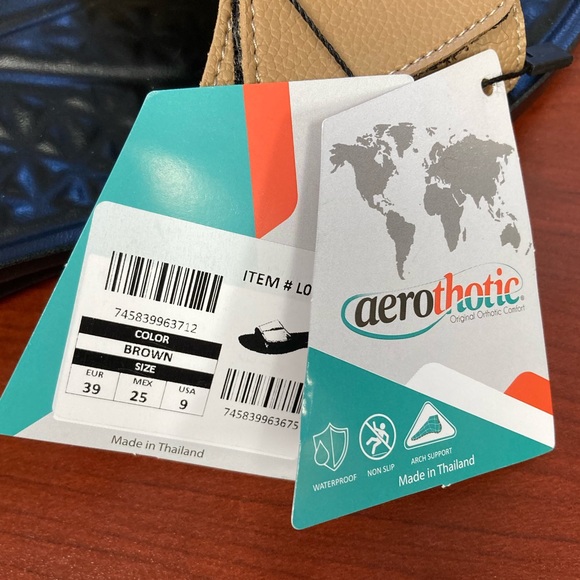 ITEM # LO
745839963712
COLOR
BROWN
SIZE
EUR MEX USA
39 25 9
745839963675
Made in Thailand
aerothotic®
Original Orthotic Comfort
WATERPROOF
NON SLIP
ARCH SUPPORT
Made in Thailand